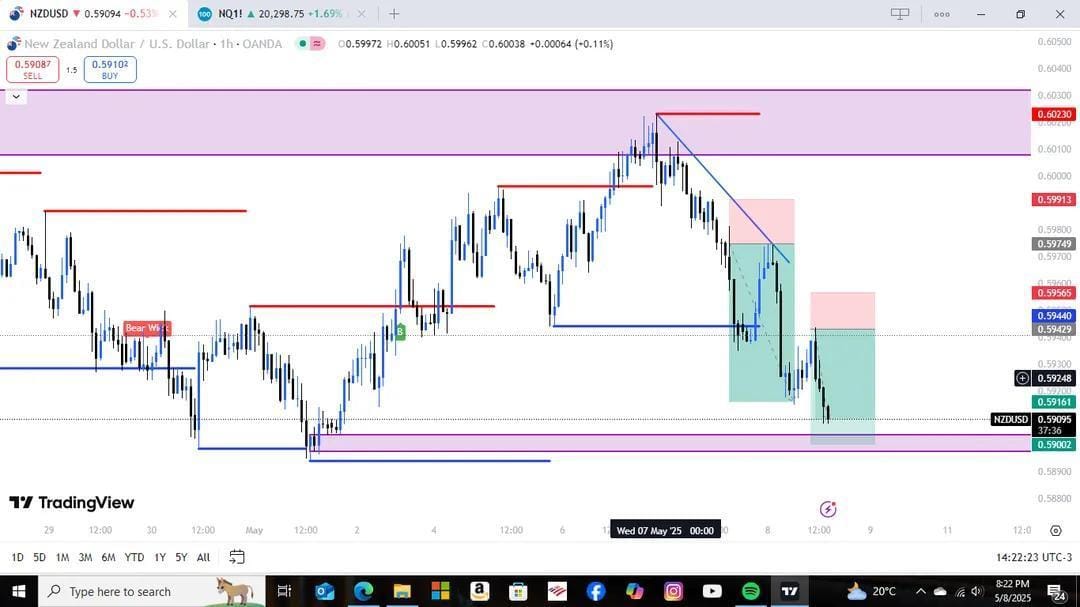 NZDUSD ▼ 0.59094 −0.53%
NQ1! ▲ 20,298.75 +1.69%
New Zealand Dollar / U.S. Dollar · 1h · OANDA
O0.59972 H0.60051 L0.59962 C0.60038 +0.00064 (+0.11%)
0.59087
SELL
1.5
0.59102
BUY
0.60500
0.60400
0.60300
0.60230
0.60100
0.60000
0.59913
0.59800
0.59749
0.59700
0.59600
0.59565
0.59440
0.59429
0.59400
0.59300
0.59248
0.59200
0.59161
NZDUSD
0.59095
37:36
0.59002
0.58900
0.58800
Bear Wick
B
TradingView
29
12:00
30
12:00
May
12:00
2
4
12:00
6
Wed 07 May '25 00:00
8
12:00
9
11
12:0
1D 5D 1M 3M 6M YTD 1Y 5Y All
14:22:23 UTC-3
Type here to search
20°C
8:22 PM
5/8/2025
24